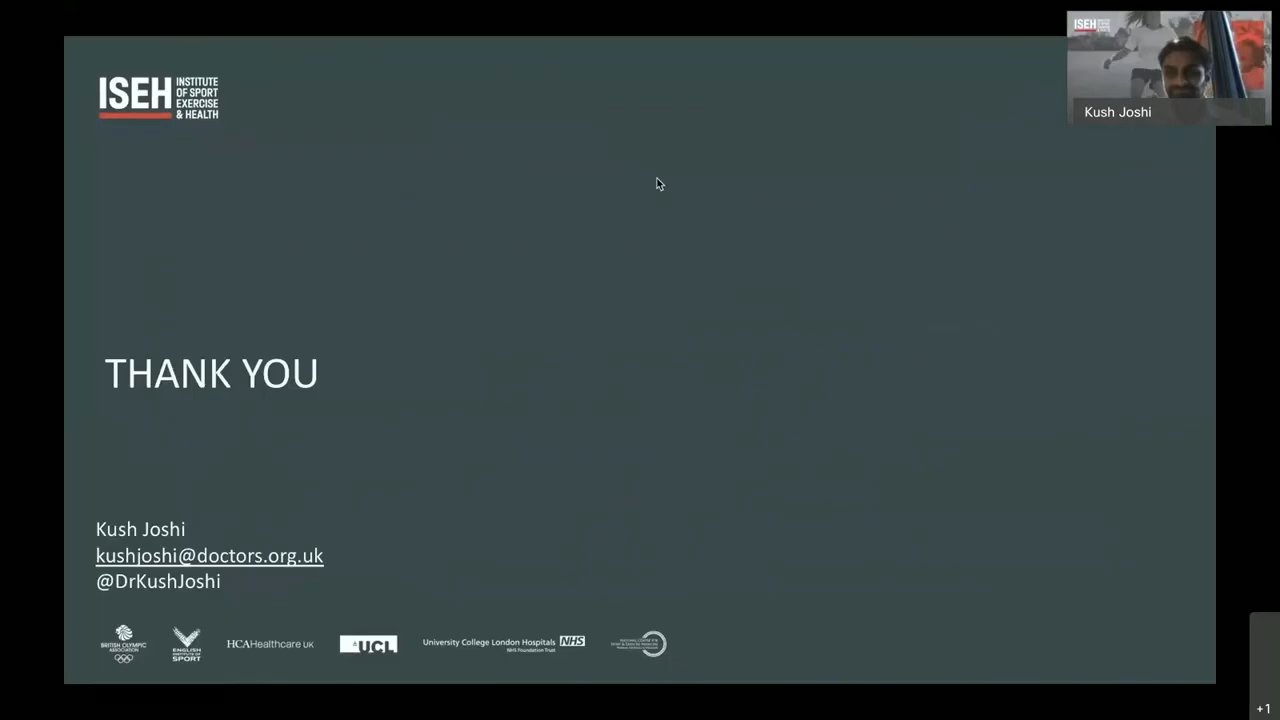 ISEH INSTITUTE
OF SPORT
EXERCISE
& HEALTH
Kush Joshi
THANK YOU
Kush Joshi
kushjoshi@doctors.org.uk
@DrKushJoshi
BRITISH OLYMPIC
ASSOCIATION
ENGLISH
INSTITUTE OF
SPORT
HCAHealthcare UK
UCL
University College London Hospitals NHS
NHS Foundation Trust
+1